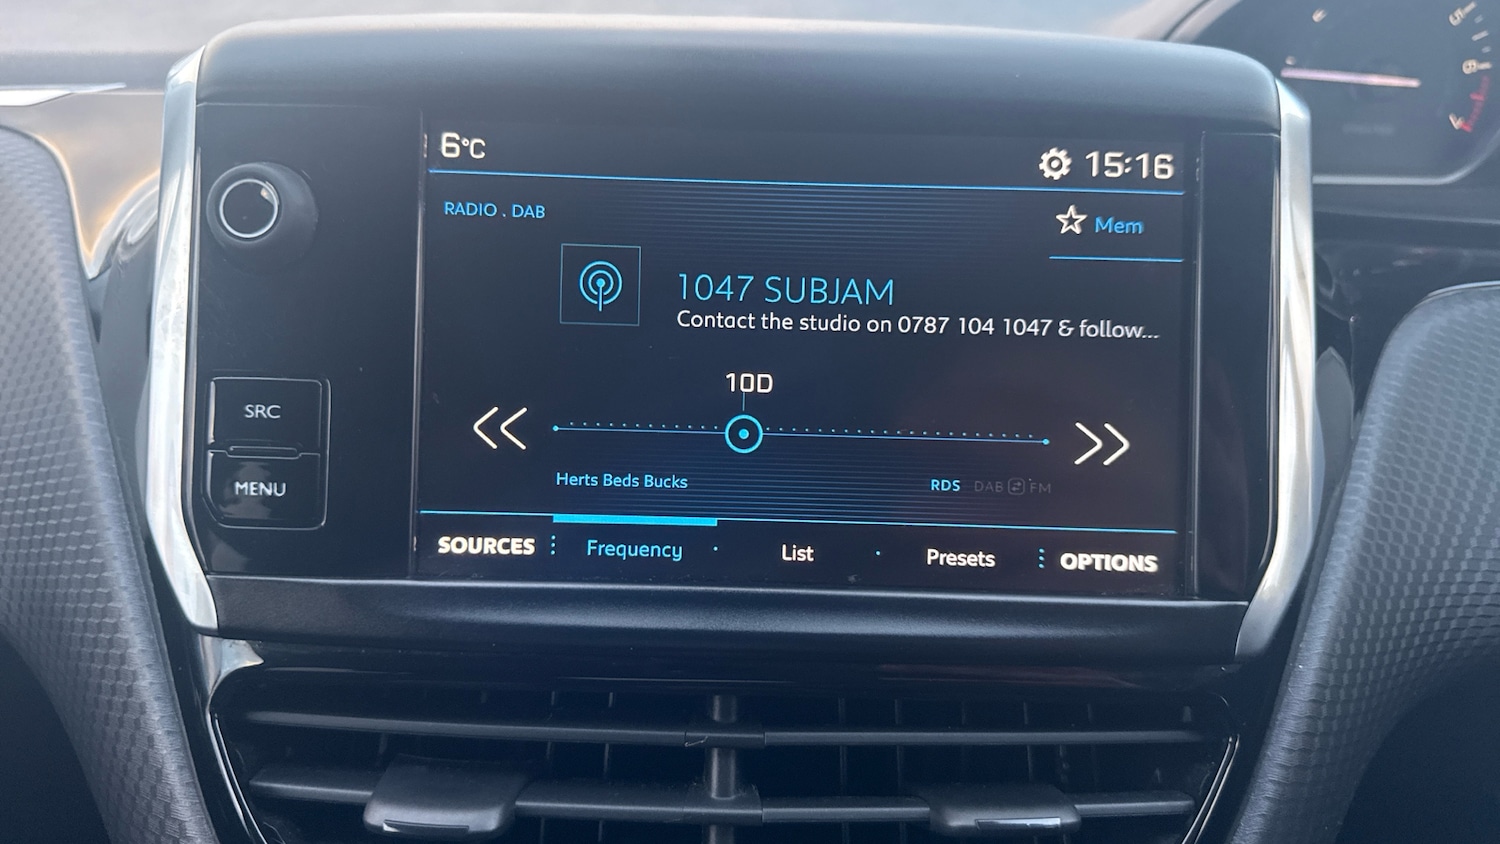 6°C
15:16
RADIO . DAB
Mem
1047 SUBJAM
Contact the studio on 0787 104 1047 & follow...
10D
SRC
MENU
Herts Beds Bucks
RDS DAB FM
SOURCES Frequency List Presets OPTIONS